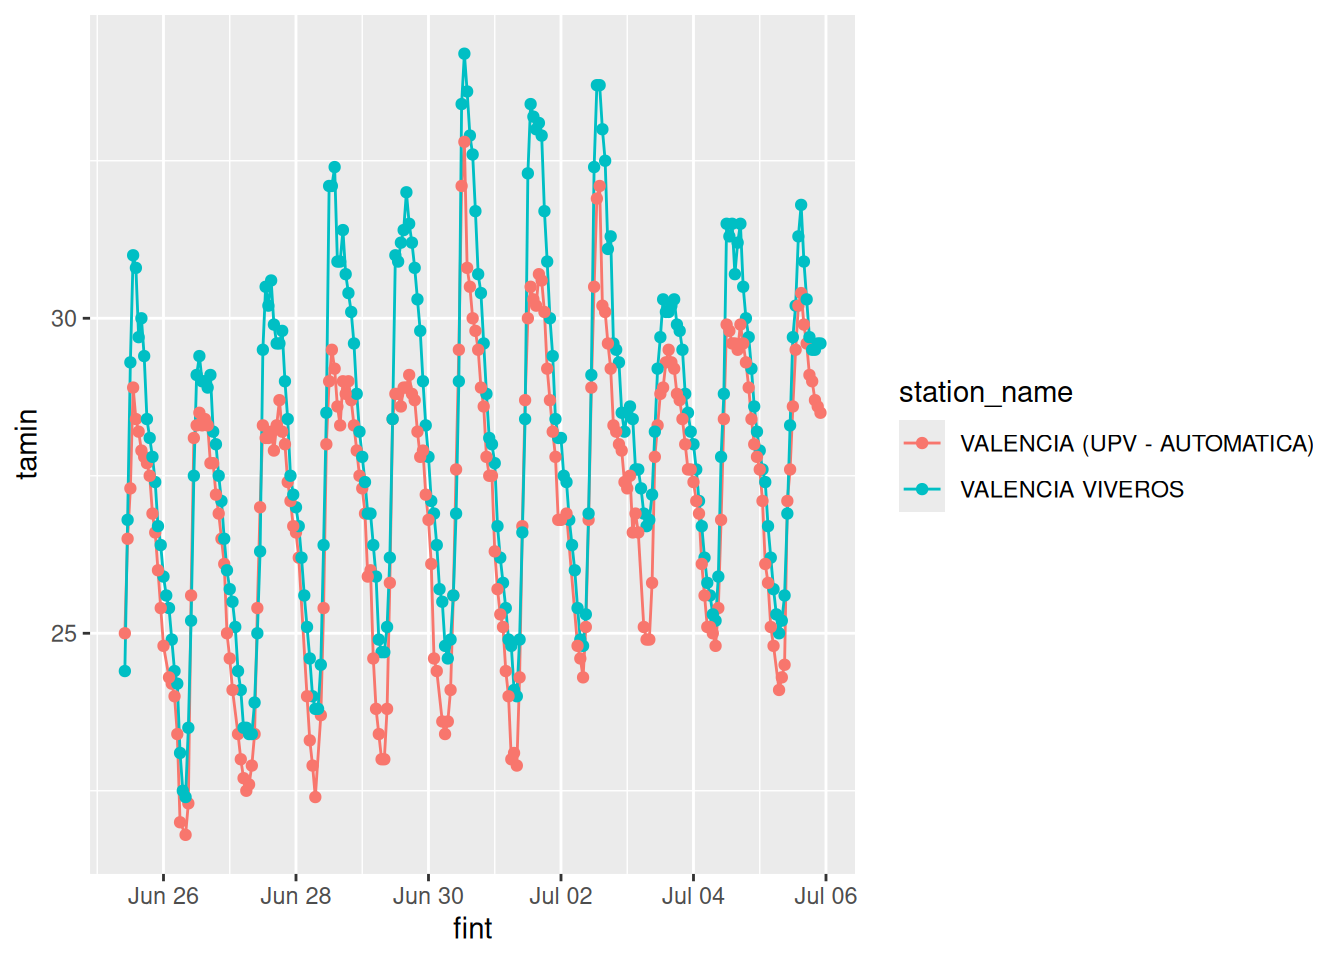 tamin
30
25
Jun 26
Jun 28
Jun 30
Jul 02
Jul 04
Jul 06
fint
station_name
VALENCIA (UPV - AUTOMATICA)
VALENCIA VIVEROS